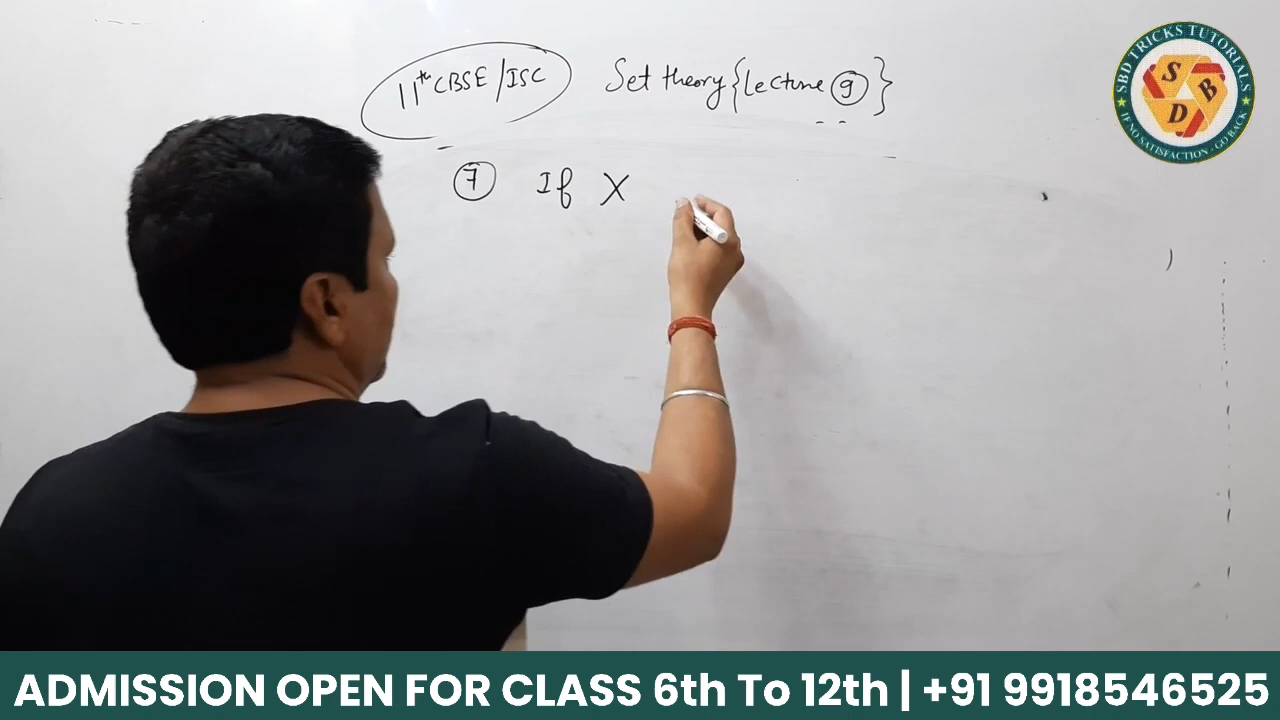 11th CBSE/ISC Set theory {lecture 9}
7 If X
SBD TRICKS TUTORIALS
SDB
IF NO SATISFACTION - GO BACK
ADMISSION OPEN FOR CLASS 6th To 12th | +91 9918546525